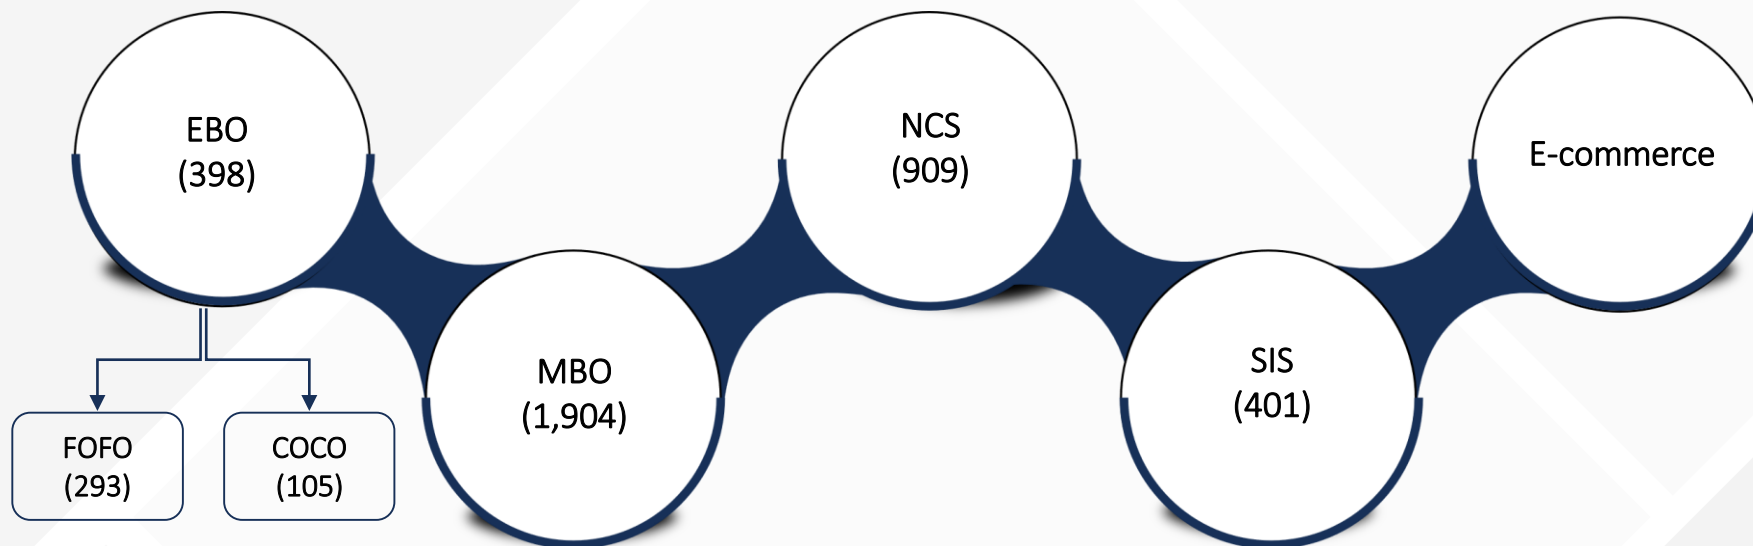 EBO
(398)
FOFO
(293)
COCO
(105)
MBO
(1,904)
NCS
(909)
SIS
(401)
E-commerce